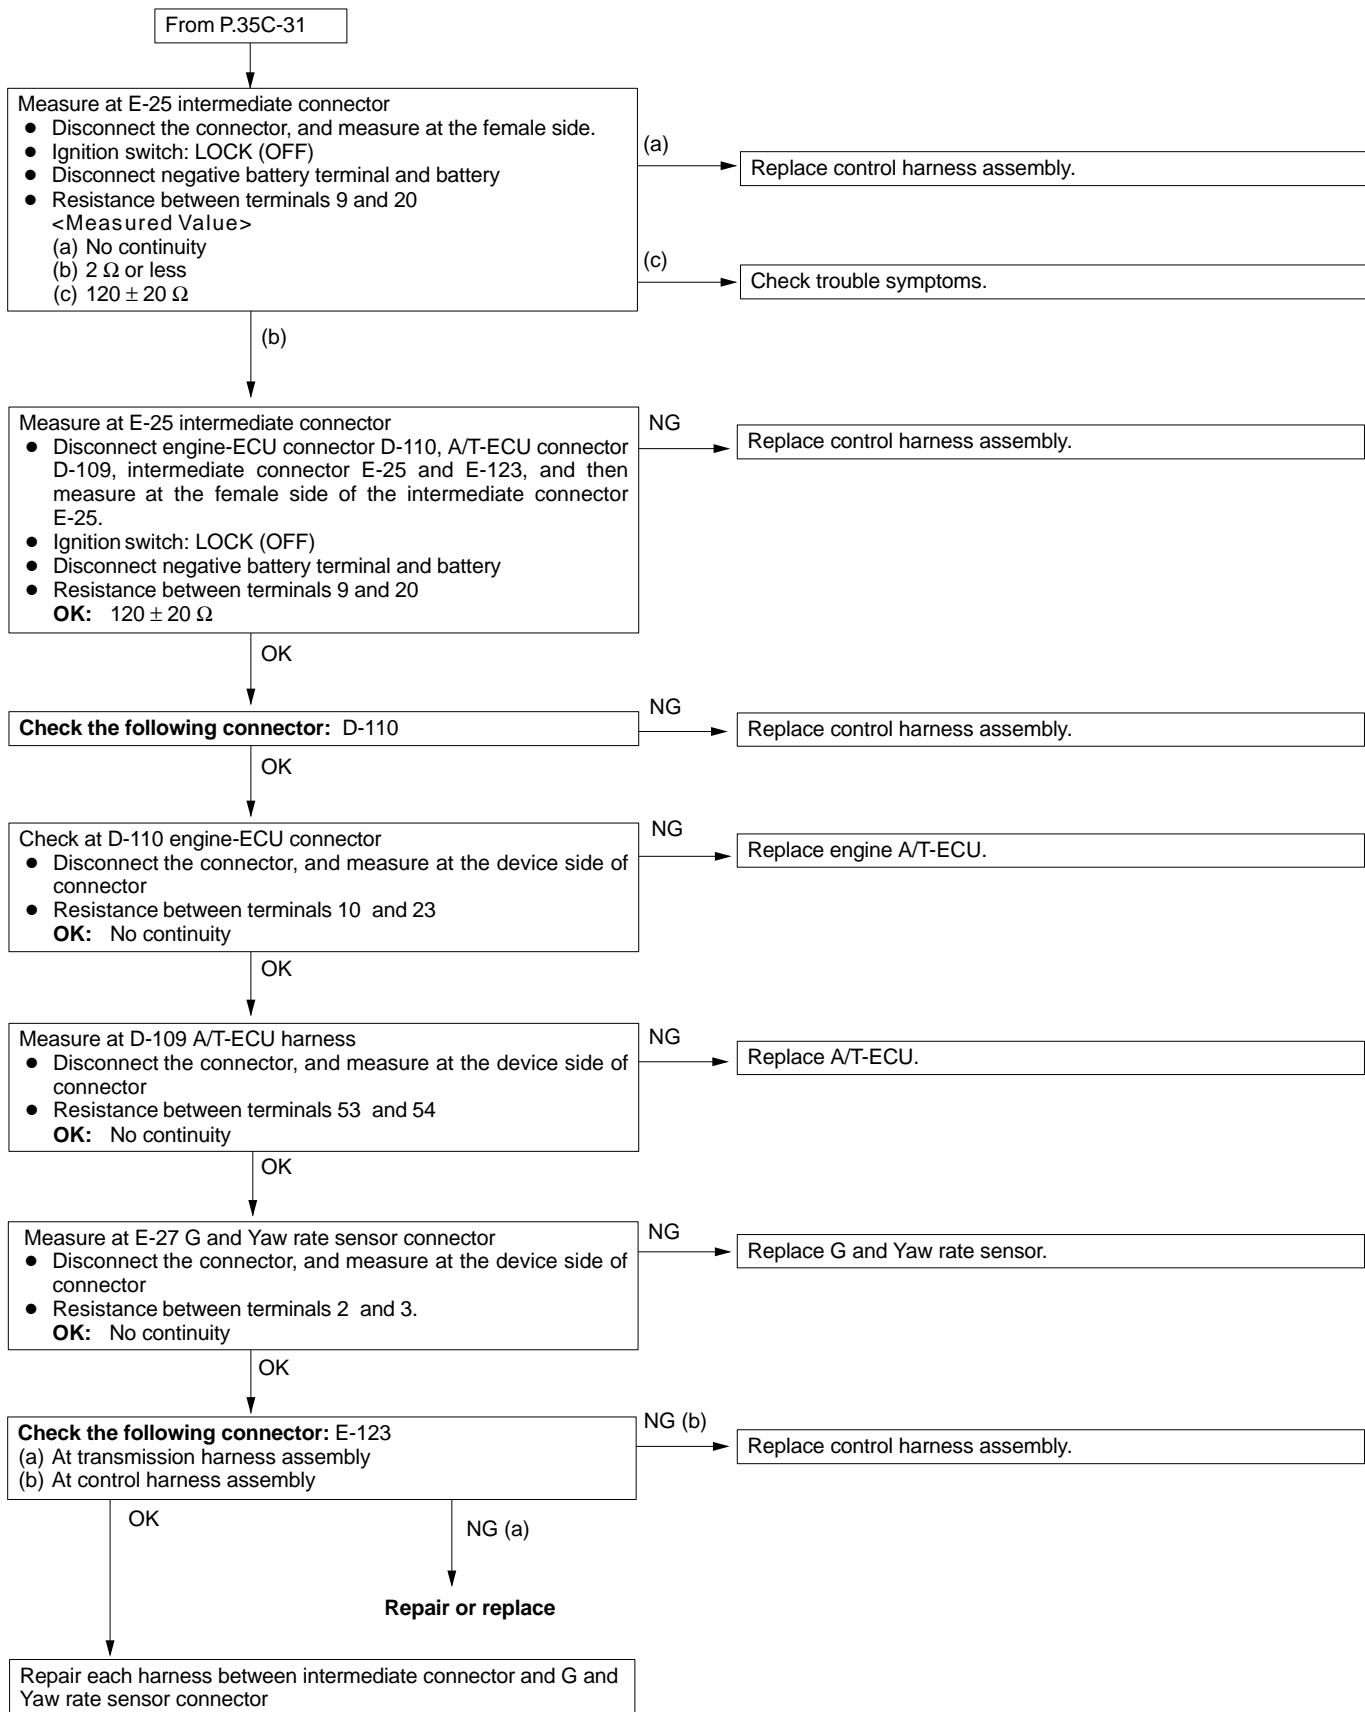 From P.35C-31
Measure at E-25 intermediate connector
● Disconnect the connector, and measure at the female side.
● Ignition switch: LOCK (OFF)
● Disconnect negative battery terminal and battery
● Resistance between terminals 9 and 20
<Measured Value>
(a) No continuity
(b) 2 Ω or less
(c) 120 ± 20 Ω
(a)
Replace control harness assembly.
(c)
Check trouble symptoms.
(b)
Measure at E-25 intermediate connector
● Disconnect engine-ECU connector D-110, A/T-ECU connector
D-109, intermediate connector E-25 and E-123, and then
measure at the female side of the intermediate connector
E-25.
● Ignition switch: LOCK (OFF)
● Disconnect negative battery terminal and battery
● Resistance between terminals 9 and 20
OK: 120 ± 20 Ω
NG
Replace control harness assembly.
OK
Check the following connector: D-110
NG
Replace control harness assembly.
OK
Check at D-110 engine-ECU connector
● Disconnect the connector, and measure at the device side of
connector
● Resistance between terminals 10 and 23
OK: No continuity
NG
Replace engine A/T-ECU.
OK
Measure at D-109 A/T-ECU harness
● Disconnect the connector, and measure at the device side of
connector
● Resistance between terminals 53 and 54
OK: No continuity
NG
Replace A/T-ECU.
OK
Measure at E-27 G and Yaw rate sensor connector
● Disconnect the connector, and measure at the device side of
connector
● Resistance between terminals 2 and 3.
OK: No continuity
NG
Replace G and Yaw rate sensor.
OK
Check the following connector: E-123
(a) At transmission harness assembly
(b) At control harness assembly
NG (b)
Replace control harness assembly.
OK
NG (a)
Repair or replace
Repair each harness between intermediate connector and G and
Yaw rate sensor connector